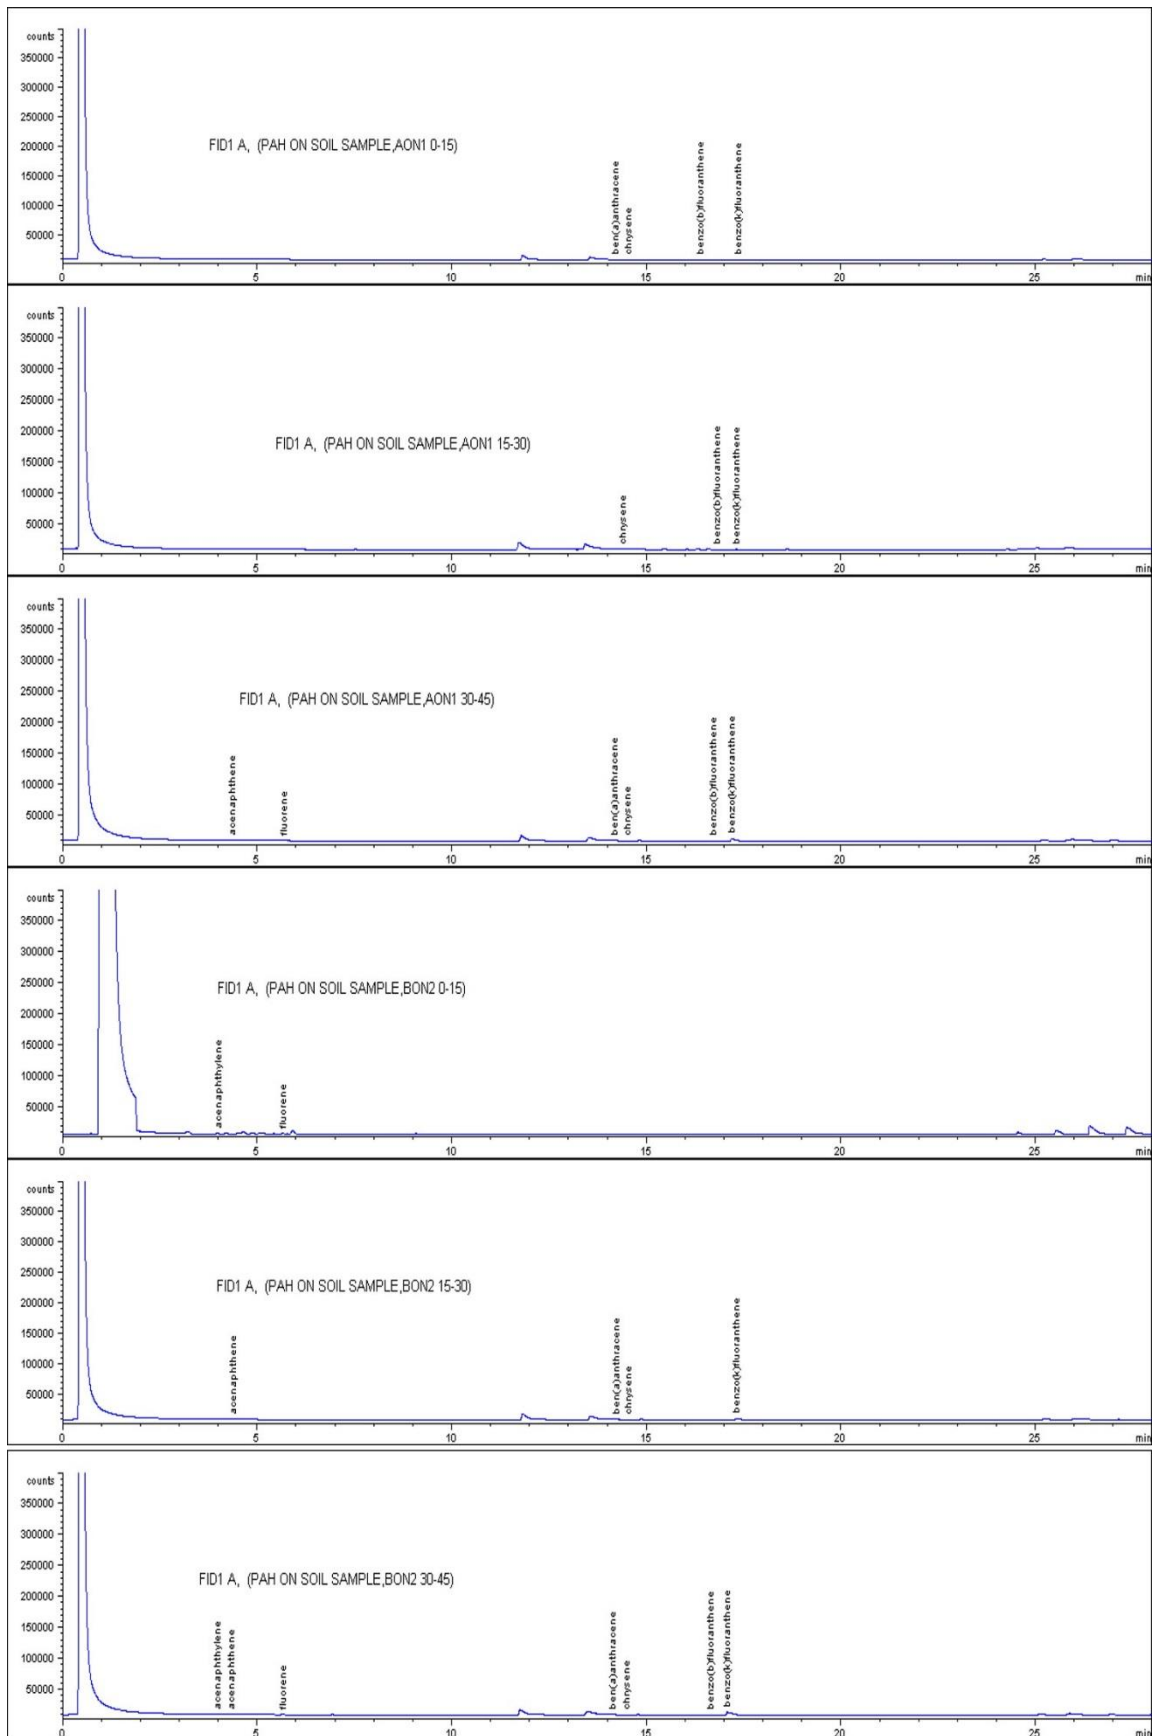 counts
350000
300000
250000
200000
150000
100000
50000
FID1 A, (PAH ON SOIL SAMPLE,AON1 0-15)
ben(a)anthracene
chrysene
benzo(b)fluoranthene
benzo(k)fluoranthene
0 5 10 15 20 25 min
counts
350000
300000
250000
200000
150000
100000
50000
FID1 A, (PAH ON SOIL SAMPLE,AON1 15-30)
chrysene
benzo(b)fluoranthene
benzo(k)fluoranthene
0 5 10 15 20 25 min
counts
350000
300000
250000
200000
150000
100000
50000
FID1 A, (PAH ON SOIL SAMPLE,AON1 30-45)
acenaphthene
fluorene
ben(a)anthracene
chrysene
benzo(b)fluoranthene
benzo(k)fluoranthene
0 5 10 15 20 25 min
counts
350000
300000
250000
200000
150000
100000
50000
FID1 A, (PAH ON SOIL SAMPLE,BON2 0-15)
acenaphthylene
fluorene
0 5 10 15 20 25 min
counts
350000
300000
250000
200000
150000
100000
50000
FID1 A, (PAH ON SOIL SAMPLE,BON2 15-30)
acenaphthene
ben(a)anthracene
chrysene
benzo(k)fluoranthene
0 5 10 15 20 25 min
counts
350000
300000
250000
200000
150000
100000
50000
FID1 A, (PAH ON SOIL SAMPLE,BON2 30-45)
acenaphthylene
acenaphthene
fluorene
ben(a)anthracene
chrysene
benzo(b)fluoranthene
benzo(k)fluoranthene
0 5 10 15 20 25 min